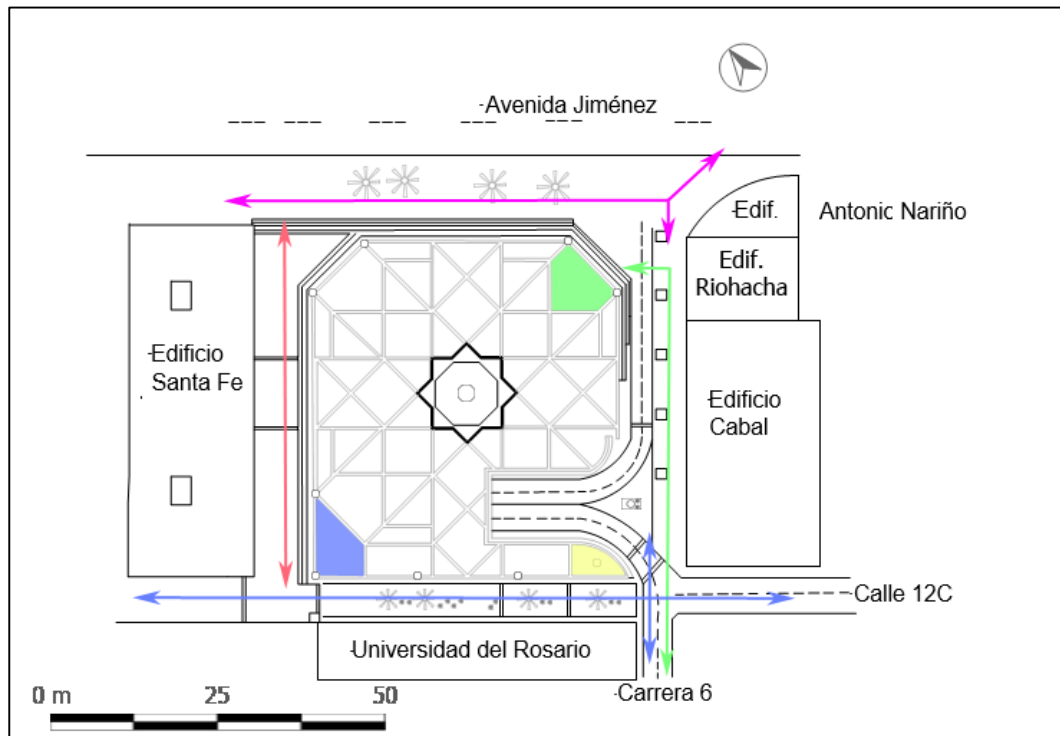 Avenida Jiménez
Edif.
Antonic Nariño
Edif.
Riohacha
Edificio
Santa Fe
Edificio
Cabal
Calle 12C
Universidad del Rosario
Carrera 6
0 m 25 50